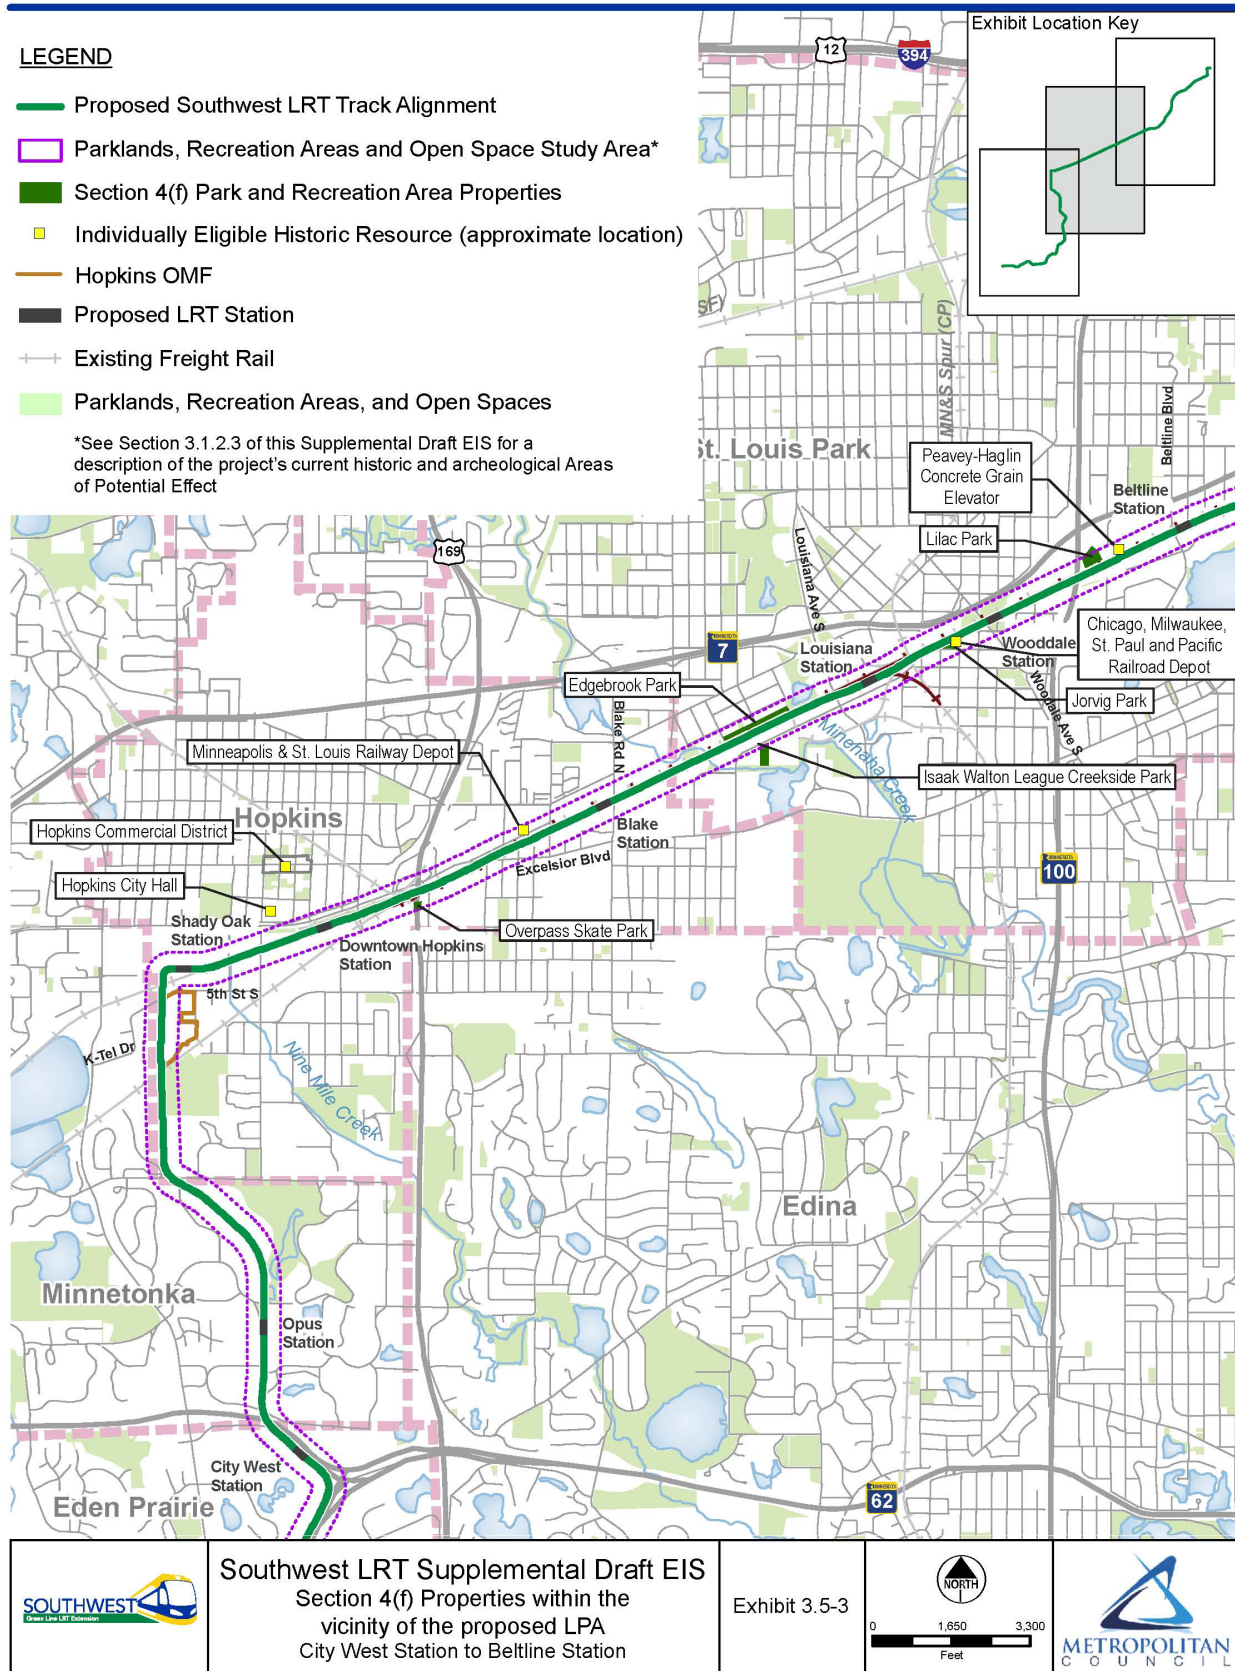 LEGEND
Proposed Southwest LRT Track Alignment
Parklands, Recreation Areas and Open Space Study Area*
Section 4(f) Park and Recreation Area Properties
Individually Eligible Historic Resource (approximate location)
Hopkins OMF
Proposed LRT Station
Existing Freight Rail
Parklands, Recreation Areas, and Open Spaces
*See Section 3.1.2.3 of this Supplemental Draft EIS for a
description of the project's current historic and archeological Areas
of Potential Effect
Exhibit Location Key
12
394
SF)
MN&S Spur (CP)
Beltline Blvd
St. Louis Park
Peavey-Haglin
Concrete Grain
Elevator
Beltline
Station
Lilac Park
169
Louisiana Ave S
MINNESOTA
7
Louisiana
Station
Wooddale
Station
Chicago, Milwaukee,
St. Paul and Pacific
Railroad Depot
Jorvig Park
Woodale Ave S
Edgebrook Park
Blake Rd N
Minnehaha Creek
Isaak Walton League Creekside Park
Minneapolis & St. Louis Railway Depot
Hopkins
Hopkins Commercial District
Blake
Station
Excelsior Blvd
MINNESOTA
100
Hopkins City Hall
Shady Oak
Station
Downtown Hopkins
Station
Overpass Skate Park
5th St S
K-Tel Dr
Nine Mile Creek
Edina
Minnetonka
Opus
Station
City West
Station
Eden Prairie
MINNESOTA
62
SOUTHWEST
Green Line LRT Extension
Southwest LRT Supplemental Draft EIS
Section 4(f) Properties within the
vicinity of the proposed LPA
City West Station to Beltline Station
Exhibit 3.5-3
NORTH
0 1,650 3,300
Feet
METROPOLITAN
COUNCIL